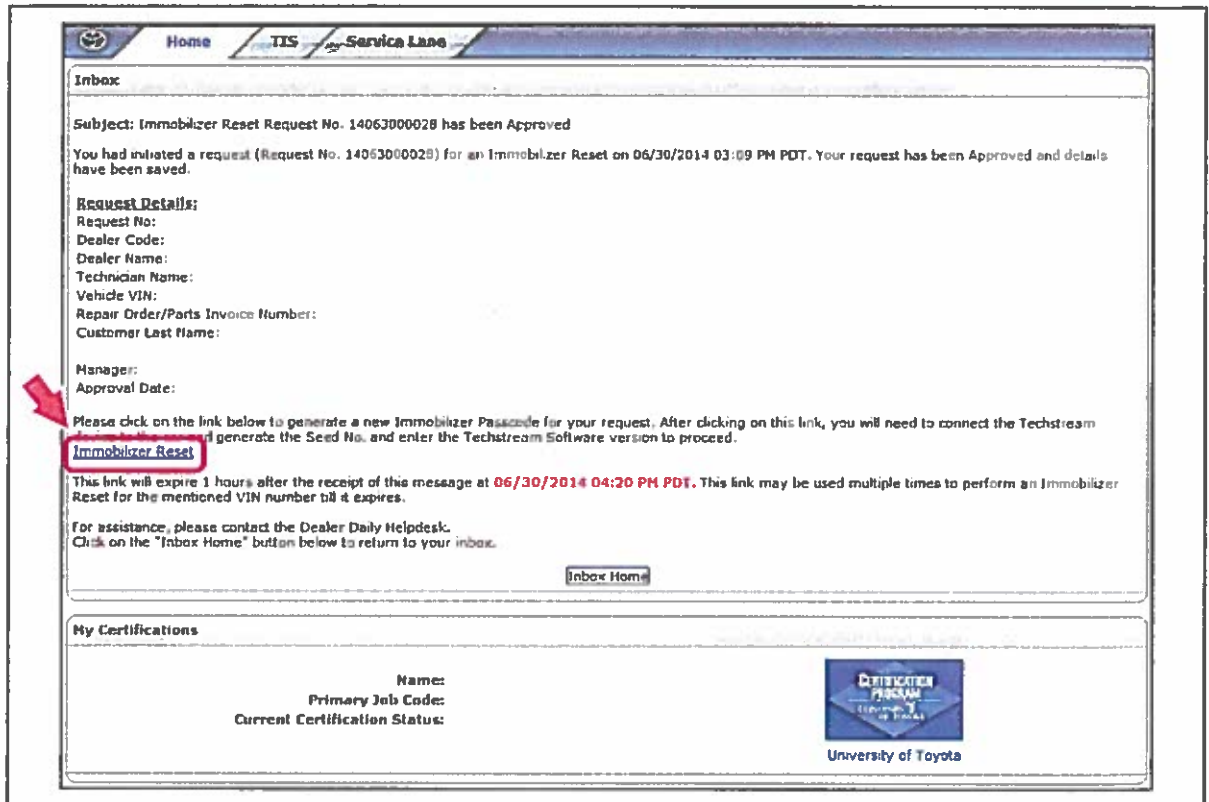 Home TIS Service Lane
Inbox
Subject: Immobilizer Reset Request No. 14063000028 has been Approved
You had initiated a request (Request No. 14063000028) for an Immobilizer Reset on 06/30/2014 03:09 PM PDT. Your request has been Approved and details
have been saved.
Request Details:
Request No:
Dealer Code:
Dealer Name:
Technician Name:
Vehicle VIN:
Repair Order/Parts Invoice Number:
Customer Last Name:
Manager:
Approval Date:
Please click on the link below to generate a new Immobilizer Passcode for your request. After clicking on this link, you will need to connect the Techstream
generate the Seed No. and enter the Techstream Software version to proceed.
Immobilizer Reset
This link will expire 1 hours after the receipt of this message at 06/30/2014 04:20 PM PDT. This link may be used multiple times to perform an Immobilizer
Reset for the mentioned VIN number till it expires.
For assistance, please contact the Dealer Daily Helpdesk.
Click on the "Inbox Home" button below to return to your inbox.
Inbox Home
My Certifications
Name:
Primary Job Code:
Current Certification Status:
CERTIFICATION
PROGRAM
University of Toyota